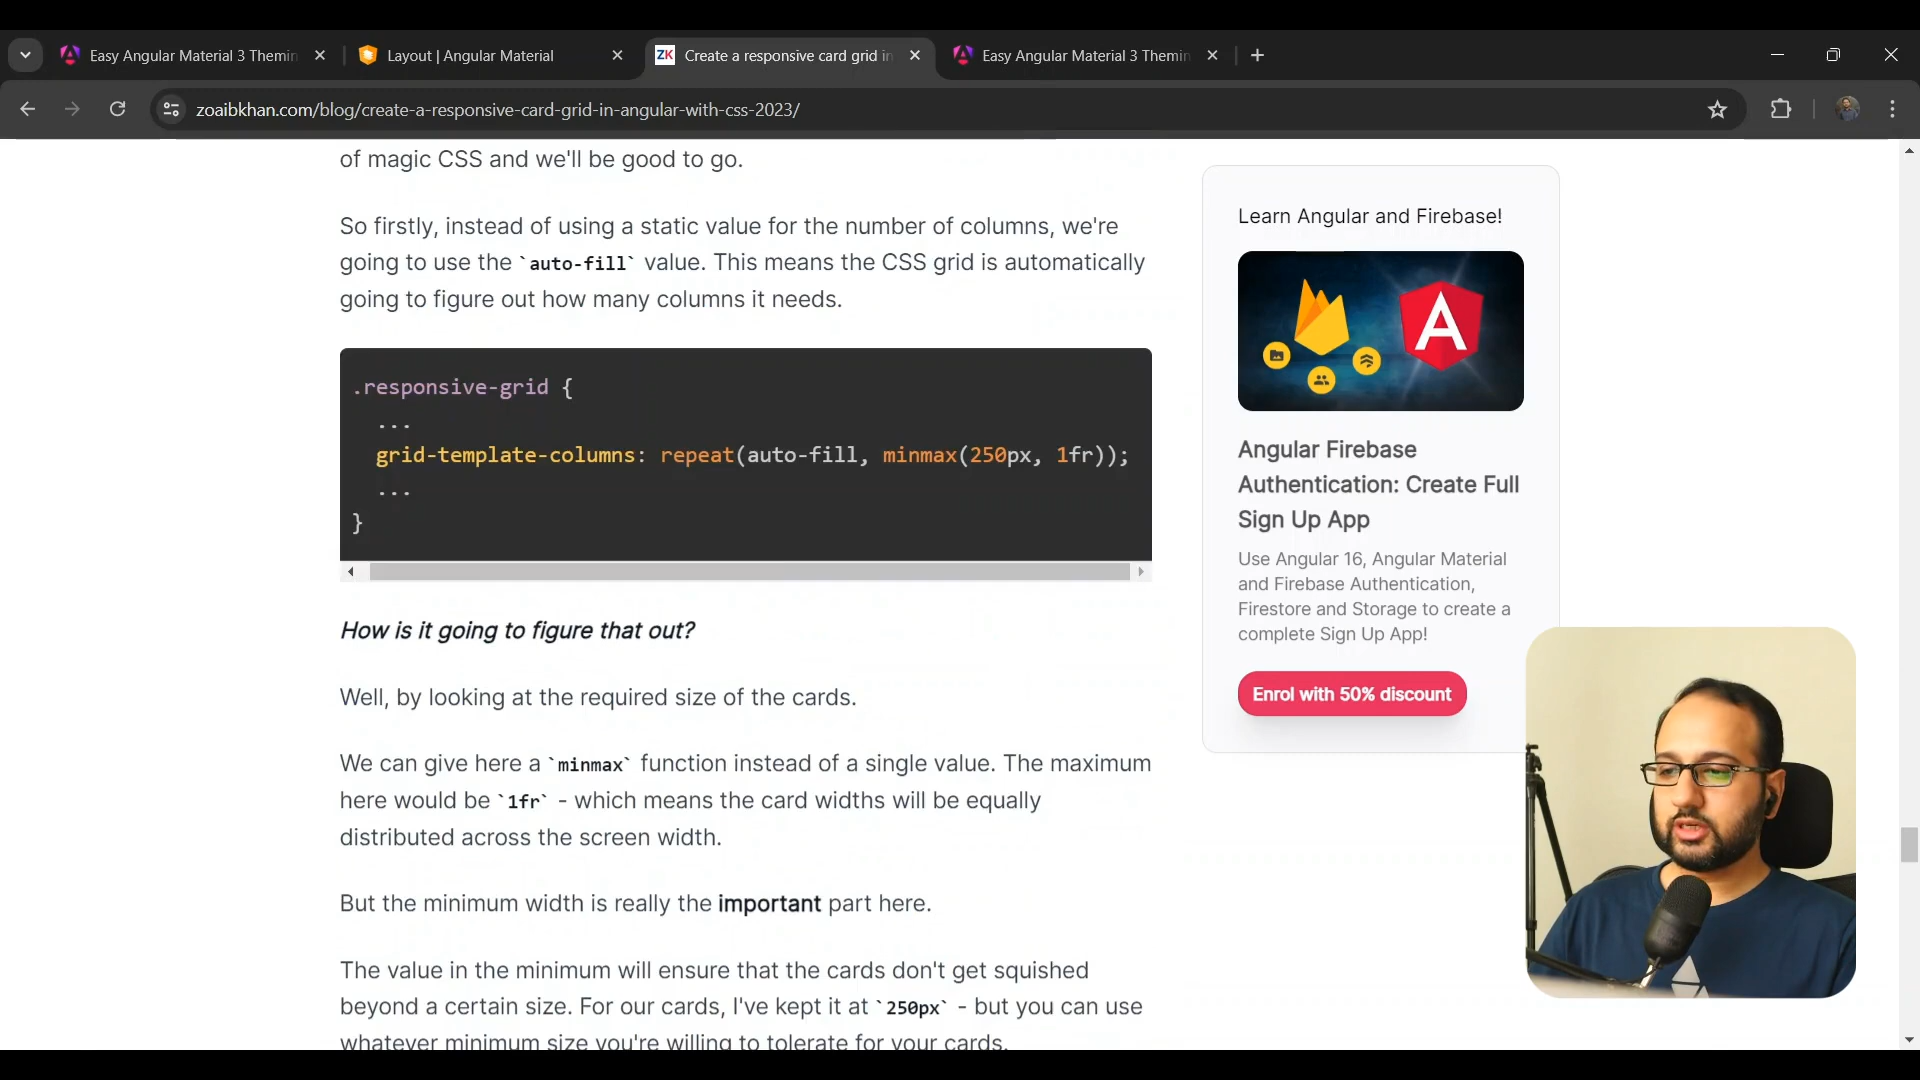 Easy Angular Material 3 Themin
Layout | Angular Material
ZK
Create a responsive card grid in
Easy Angular Material 3 Themin
zoaibkhan.com/blog/create-a-responsive-card-grid-in-angular-with-css-2023/
of magic CSS and we'll be good to go.
So firstly, instead of using a static value for the number of columns, we're
going to use the `auto-fill` value. This means the CSS grid is automatically
going to figure out how many columns it needs.
.responsive-grid {
...
grid-template-columns: repeat(auto-fill, minmax(250px, 1fr));
...
}
How is it going to figure that out?
Well, by looking at the required size of the cards.
We can give here a `minmax` function instead of a single value. The maximum
here would be `1fr` - which means the card widths will be equally
distributed across the screen width.
But the minimum width is really the important part here.
The value in the minimum will ensure that the cards don't get squished
beyond a certain size. For our cards, I've kept it at `250px` - but you can use
whatever minimum size you're willing to tolerate for your cards.
Learn Angular and Firebase!
A
Angular Firebase
Authentication: Create Full
Sign Up App
Use Angular 16, Angular Material
and Firebase Authentication,
Firestore and Storage to create a
complete Sign Up App!
Enrol with 50% discount